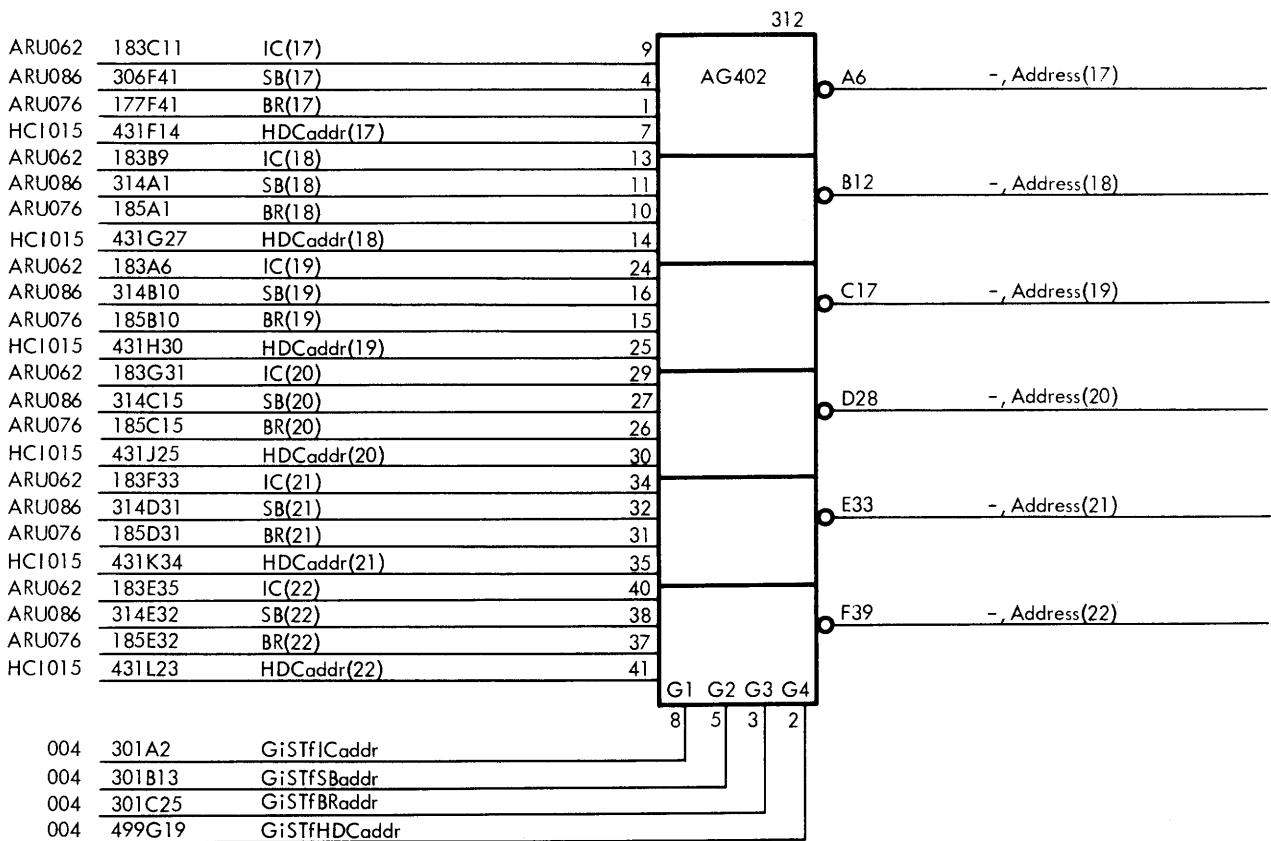 312
ARU062 183C11 IC(17) 9 AG402
ARU086 306F41 SB(17) 4 A6 -, Address(17)
ARU076 177F41 BR(17) 1
HCI015 431F14 HDCaddr(17) 7
ARU062 183B9 IC(18) 13
ARU086 314A1 SB(18) 11 B12 -, Address(18)
ARU076 185A1 BR(18) 10
HCI015 431G27 HDCaddr(18) 14
ARU062 183A6 IC(19) 24
ARU086 314B10 SB(19) 16 C17 -, Address(19)
ARU076 185B10 BR(19) 15
HCI015 431H30 HDCaddr(19) 25
ARU062 183G31 IC(20) 29
ARU086 314C15 SB(20) 27 D28 -, Address(20)
ARU076 185C15 BR(20) 26
HCI015 431J25 HDCaddr(20) 30
ARU062 183F33 IC(21) 34
ARU086 314D31 SB(21) 32 E33 -, Address(21)
ARU076 185D31 BR(21) 31
HCI015 431K34 HDCaddr(21) 35
ARU062 183E35 IC(22) 40
ARU086 314E32 SB(22) 38 F39 -, Address(22)
ARU076 185E32 BR(22) 37
HCI015 431L23 HDCaddr(22) 41
G1 G2 G3 G4
8 5 3 2
004 301A2 GiSTfICaddr
004 301B13 GiSTfSBaddr
004 301C25 GiSTfBRaddr
004 499G19 GiSTfHDCaddr